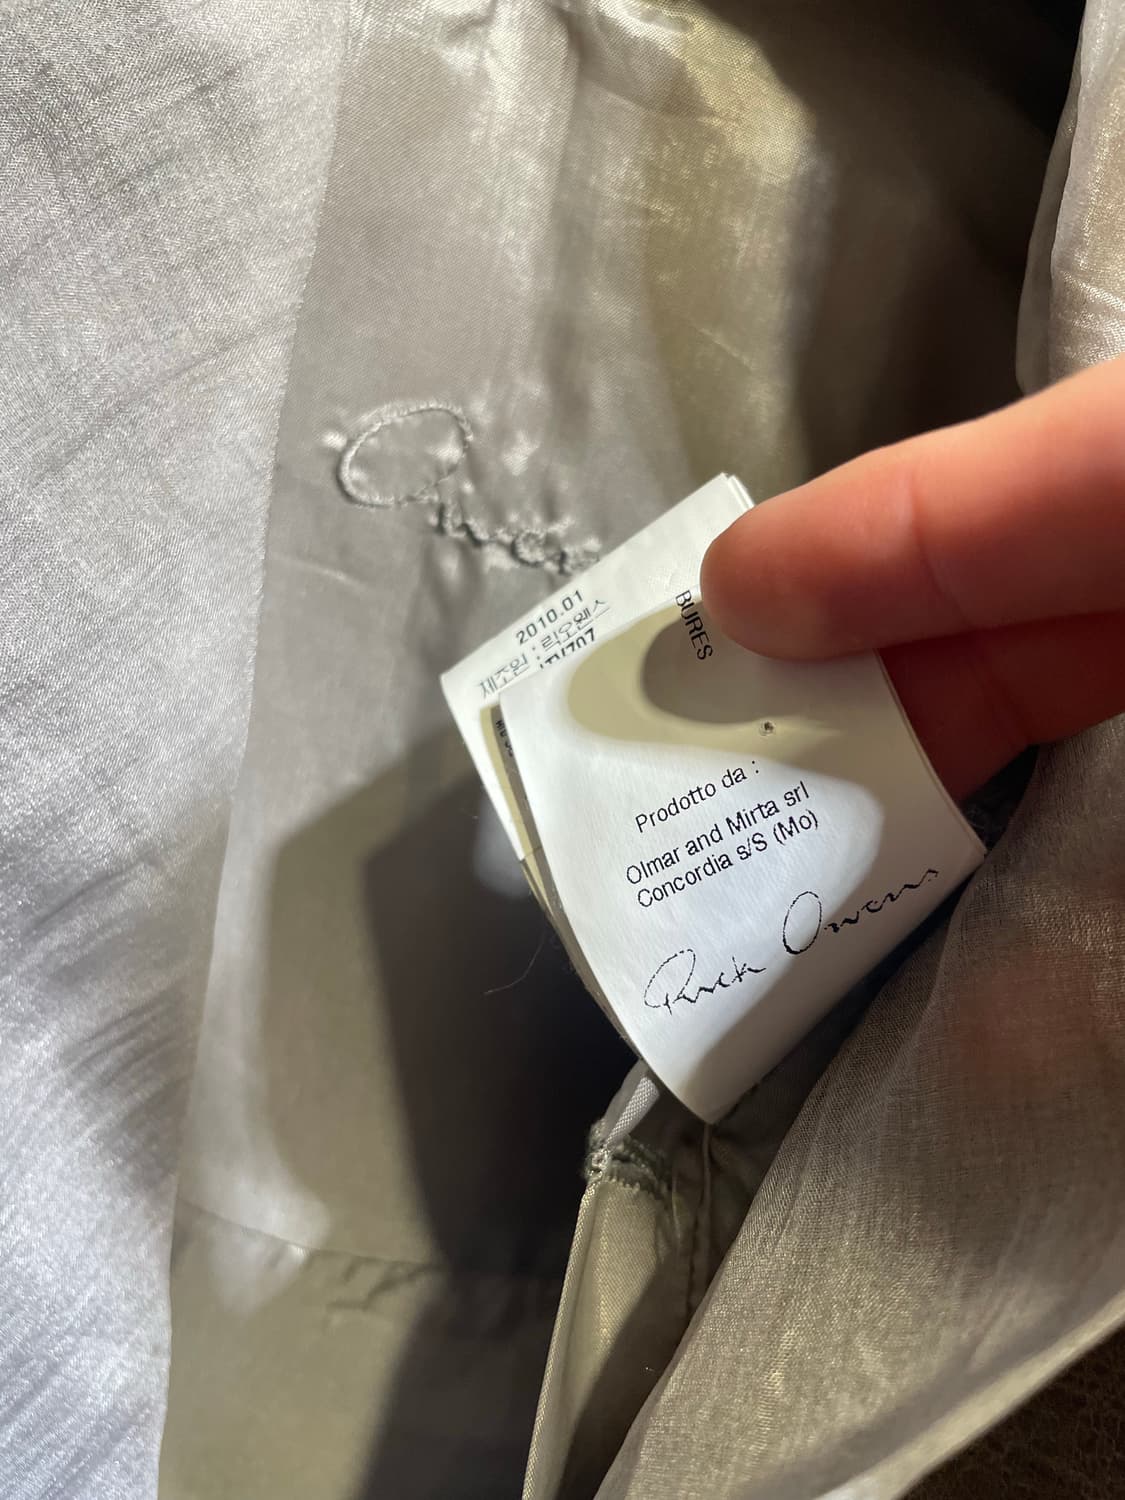 2010.01
제조원 : 릭오웬스
BURES
Prodotto da :
Olmar and Mirta srl
Concordia s/S (Mo)
Rick Owens